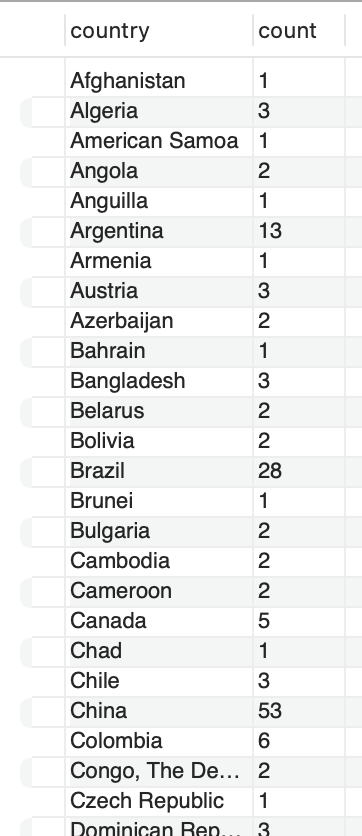 country count
Afghanistan 1
Algeria 3
American Samoa 1
Angola 2
Anguilla 1
Argentina 13
Armenia 1
Austria 3
Azerbaijan 2
Bahrain 1
Bangladesh 3
Belarus 2
Bolivia 2
Brazil 28
Brunei 1
Bulgaria 2
Cambodia 2
Cameroon 2
Canada 5
Chad 1
Chile 3
China 53
Colombia 6
Congo, The De... 2
Czech Republic 1
Dominican Rep... 3